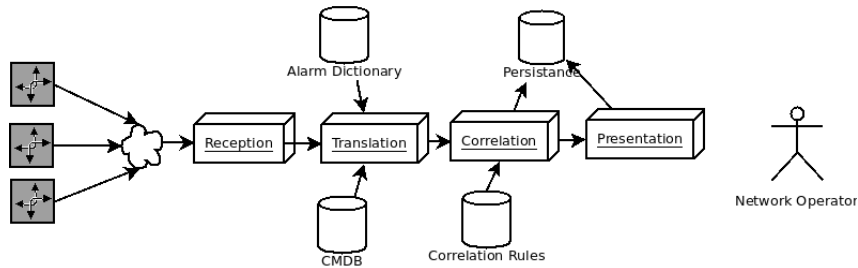 Alarm Dictionary
Persistance
Reception
Translation
Correlation
Presentation
Network Operator
CMDB
Correlation Rules